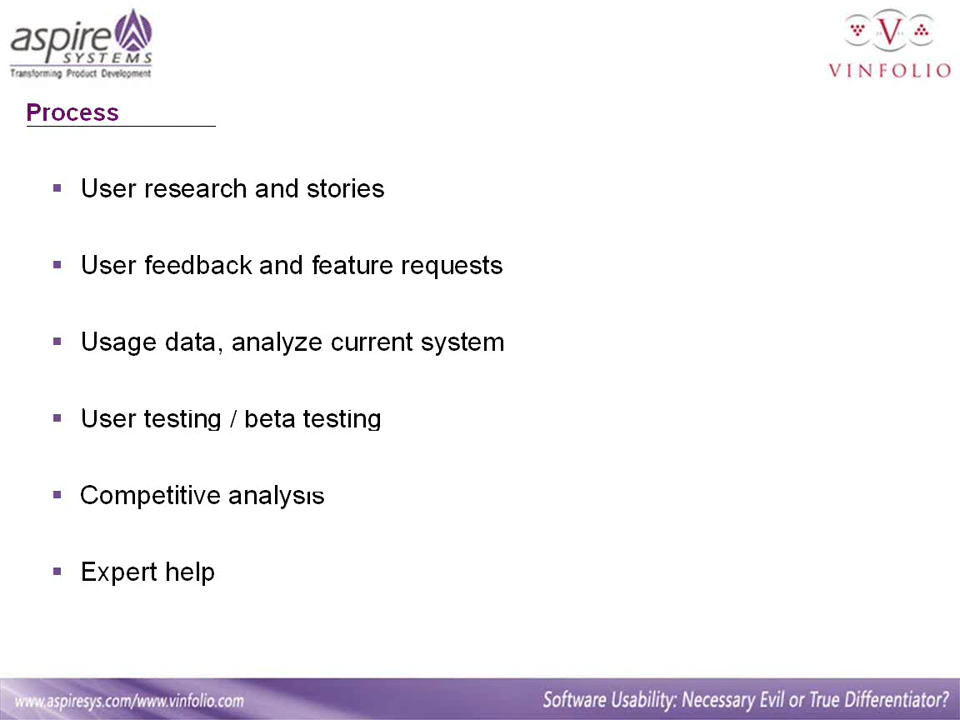 aspire
SYSTEMS
Transforming Product Development
V
VINFOLIO
Process
User research and stories
User feedback and feature requests
Usage data, analyze current system
User testing / beta testing
Competitive analysis
Expert help
www.aspiresys.com/www.vinfolio.com
Software Usability: Necessary Evil or True Differentiator?